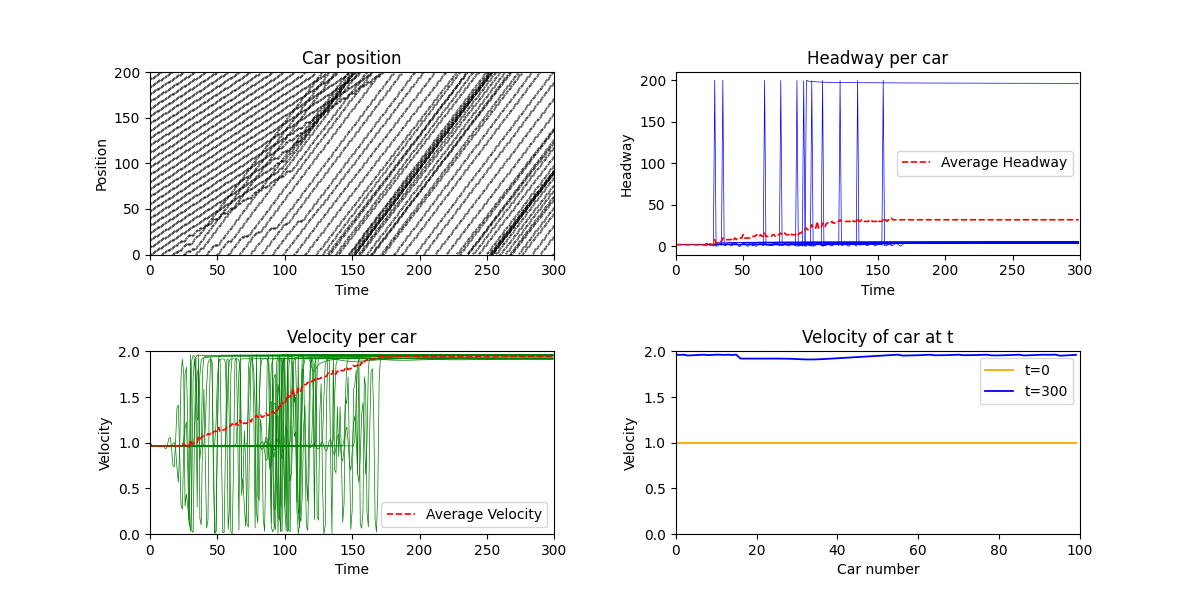 Car position
Position
200
150
100
50
0
0 50 100 150 200 250 300
Time
Headway per car
Headway
200
150
100
50
0
Average Headway
0 50 100 150 200 250 300
Time
Velocity per car
Velocity
2.0
1.5
1.0
0.5
0.0
Average Velocity
0 50 100 150 200 250 300
Time
Velocity of car at t
Velocity
2.0
1.5
1.0
0.5
0.0
t=0
t=300
0 20 40 60 80 100
Car number